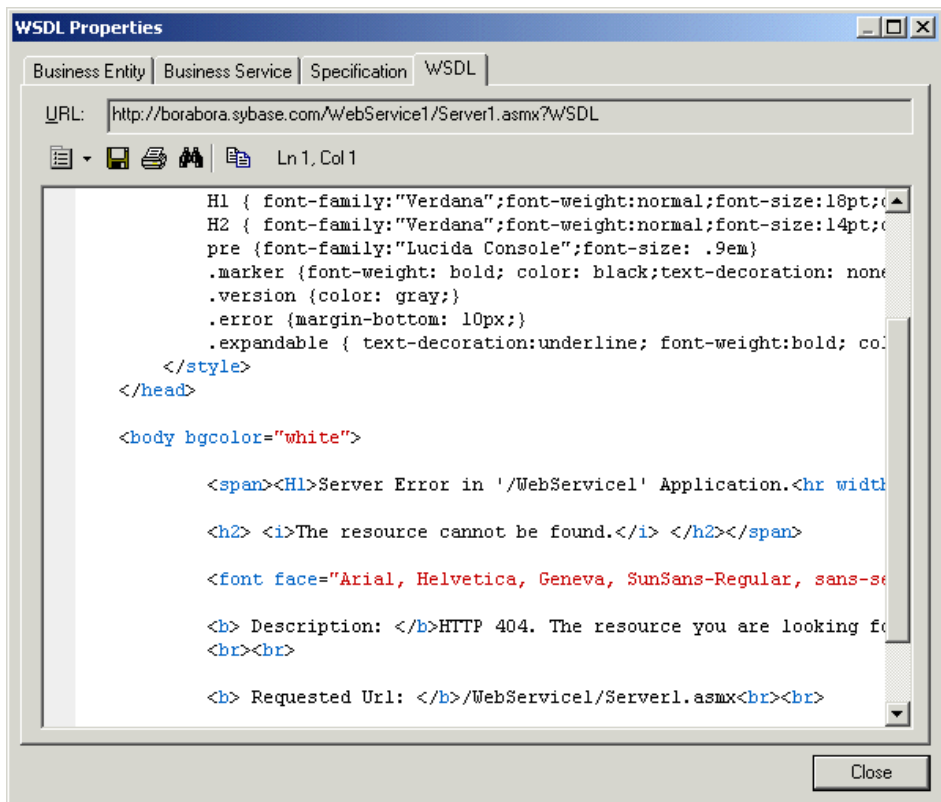 WSDL Properties
Business Entity Business Service Specification WSDL
URL: http://borabora.sybase.com/WebService1/Server1.asmx?WSDL
Ln 1, Col 1
H1 { font-family:"Verdana";font-weight:normal;font-size:18pt;
H2 { font-family:"Verdana";font-weight:normal;font-size:14pt;
pre {font-family:"Lucida Console";font-size: .9em}
.marker {font-weight: bold; color: black;text-decoration: none
.version {color: gray;}
.error {margin-bottom: 10px;}
.expandable { text-decoration:underline; font-weight:bold; col
</style>
</head>
<body bgcolor="white">
<span><H1>Server Error in '/WebService1' Application.<hr width
<h2> <i>The resource cannot be found.</i> </h2></span>
<font face="Arial, Helvetica, Geneva, SunSans-Regular, sans-se
<b> Description: </b>HTTP 404. The resource you are looking fo
<br><br>
<b> Requested Url: </b>/WebService1/Server1.asmx<br><br>
Close